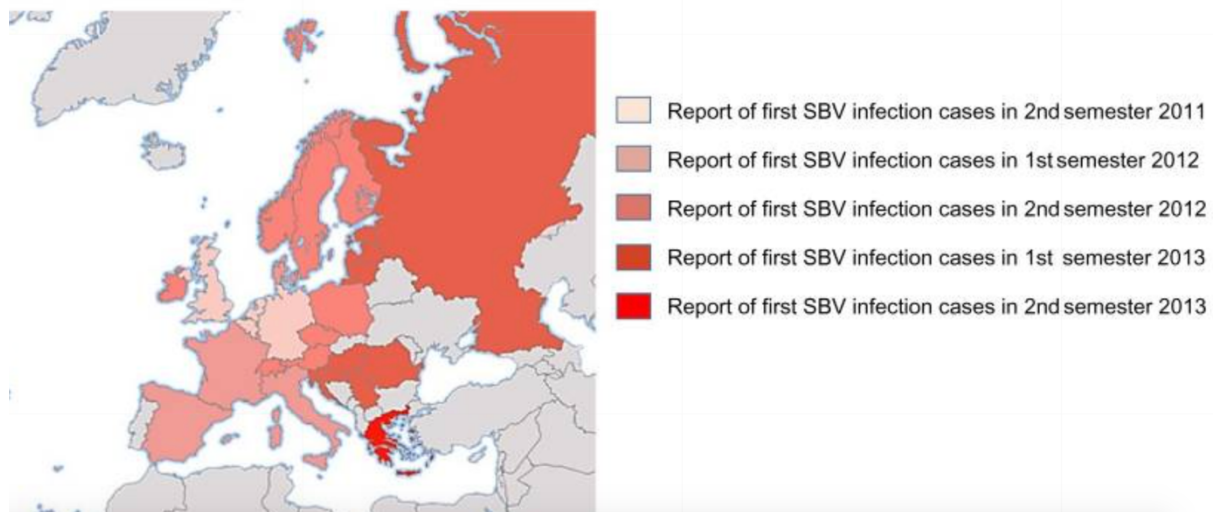 Report of first SBV infection cases in 2nd semester 2011
Report of first SBV infection cases in 1st semester 2012
Report of first SBV infection cases in 2nd semester 2012
Report of first SBV infection cases in 1st semester 2013
Report of first SBV infection cases in 2nd semester 2013